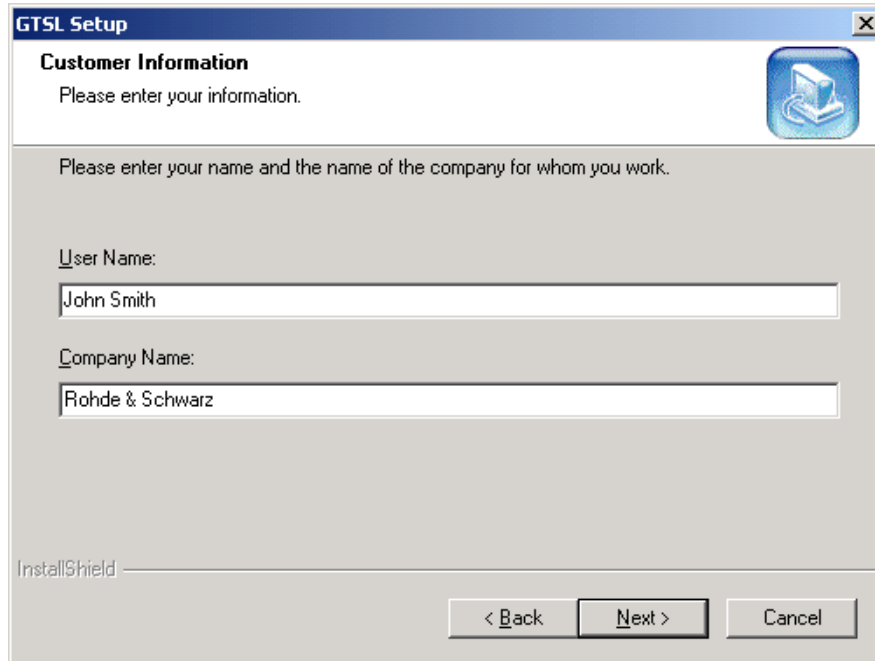 GTSL Setup
Customer Information
Please enter your information.
Please enter your name and the name of the company for whom you work.
User Name:
John Smith
Company Name:
Rohde & Schwarz
InstallShield
< Back Next > Cancel